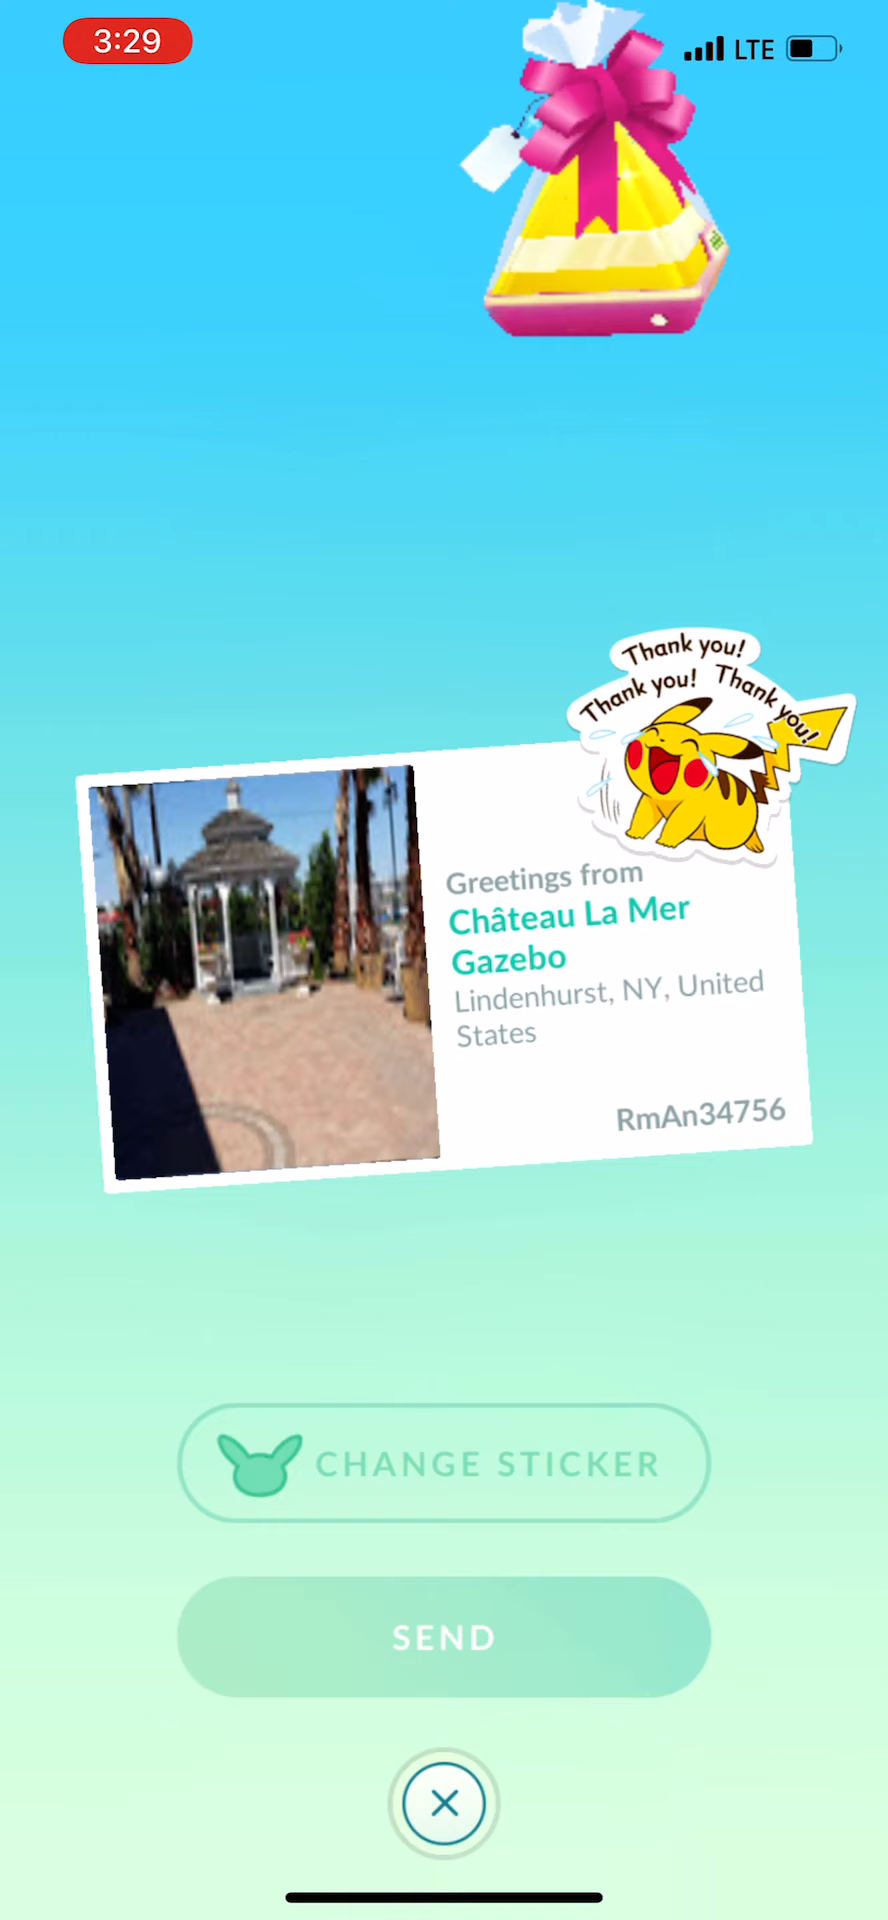 3:29
LTE
Thank you!
Thank you! Thank you!
Greetings from
Château La Mer
Gazebo
Lindenhurst, NY, United
States
RmAn34756
CHANGE STICKER
SEND